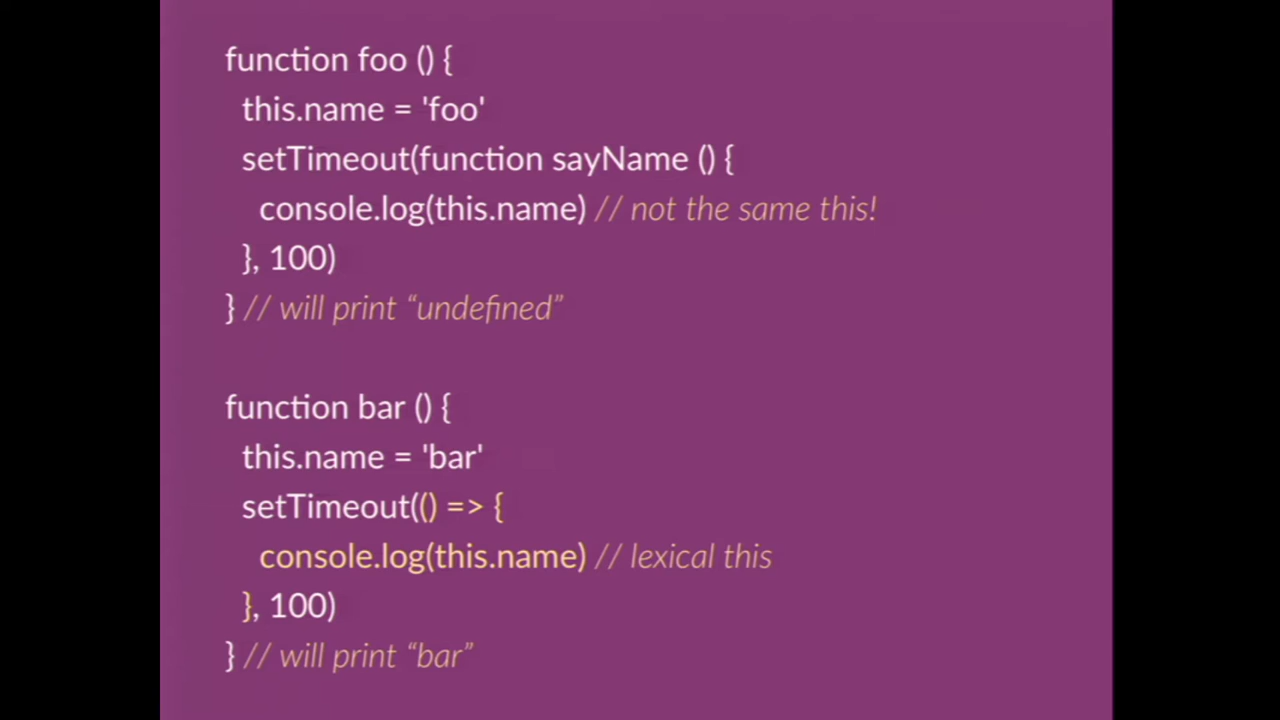 function foo () {
this.name = 'foo'
setTimeout(function sayName () {
console.log(this.name) // not the same this!
}, 100)
} // will print “undefined”
function bar () {
this.name = 'bar'
setTimeout(() => {
console.log(this.name) // lexical this
}, 100)
} // will print “bar”